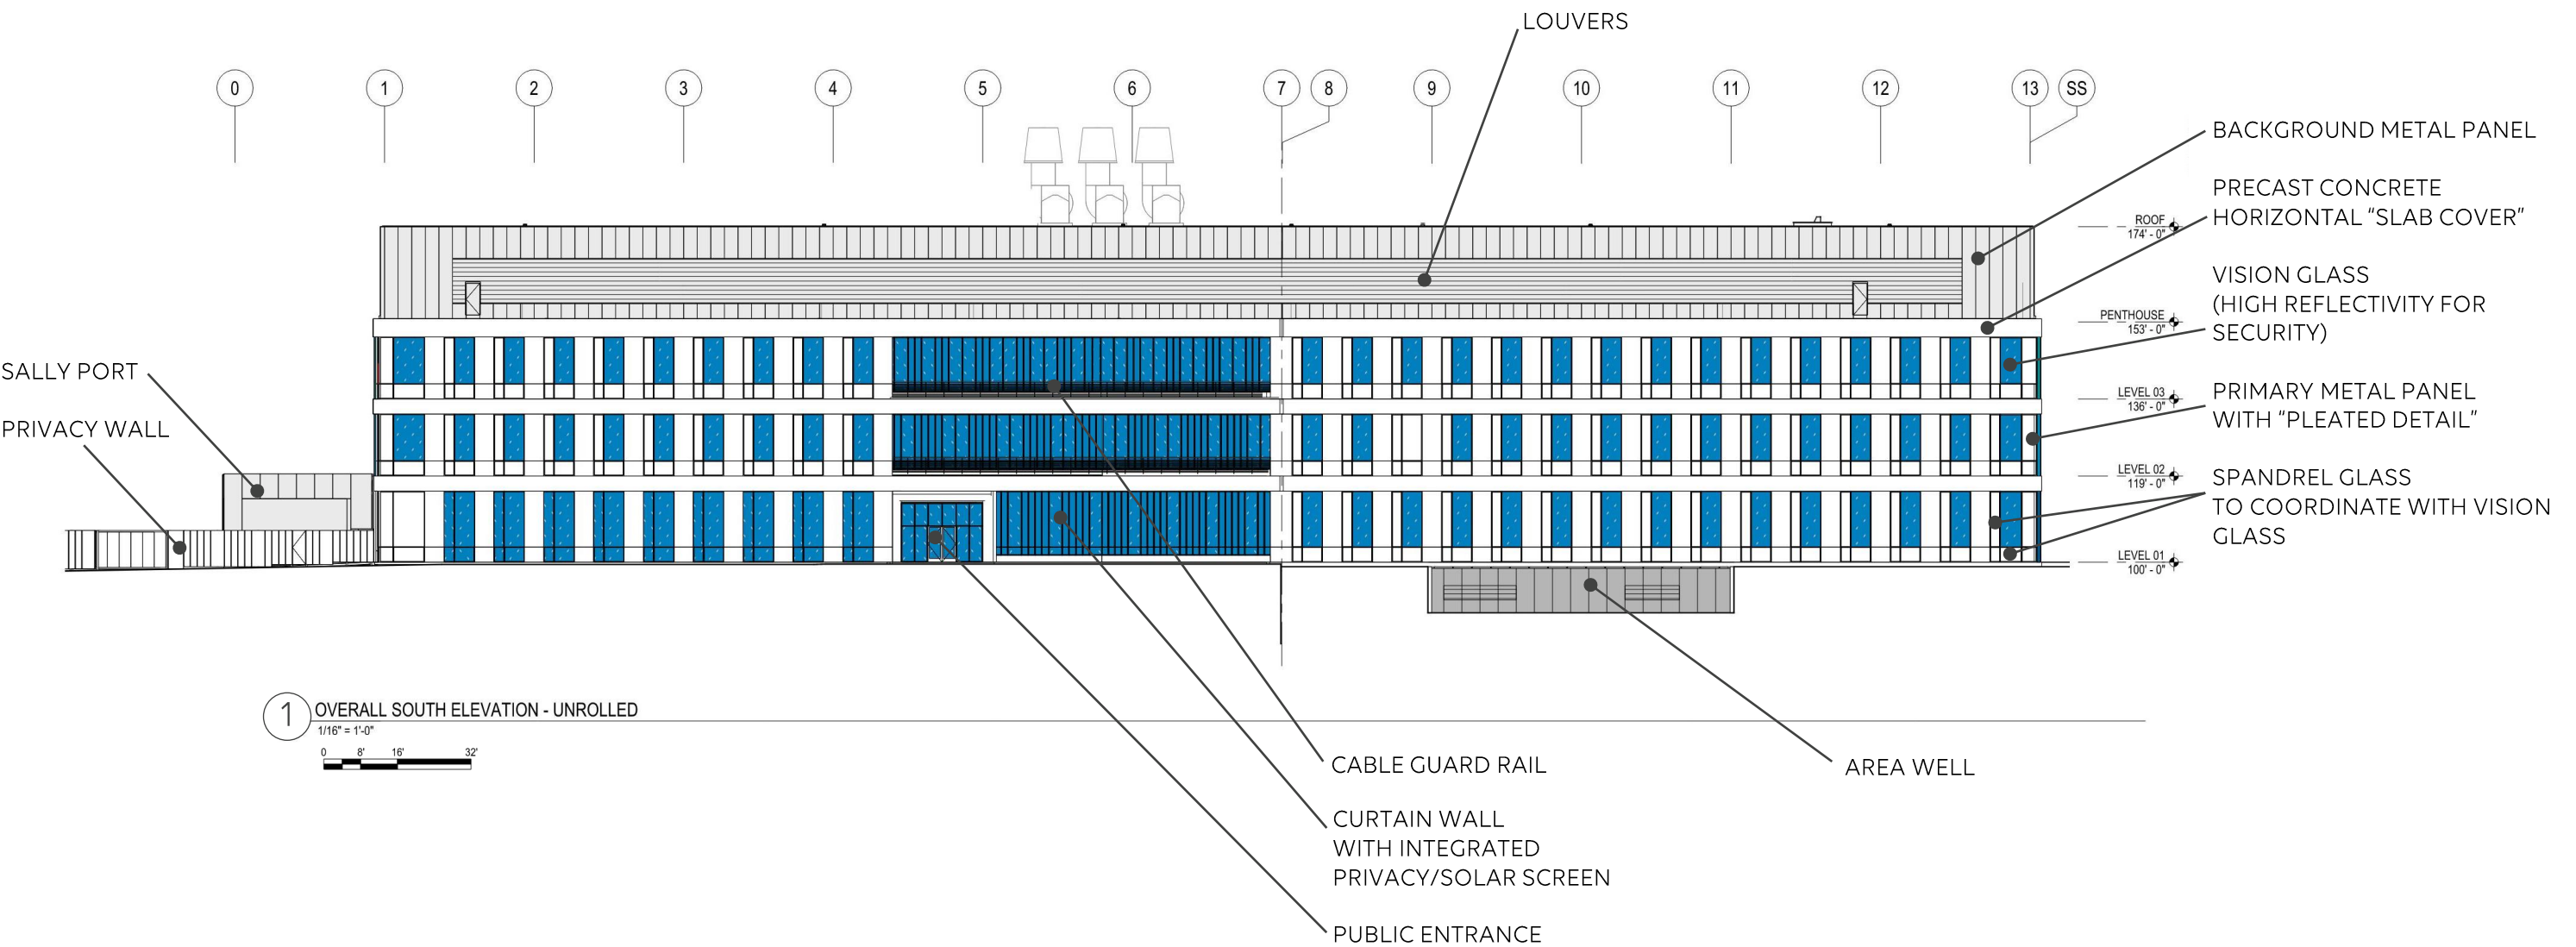 LOUVERS
0 1 2 3 4 5 6 7 8 9 10 11 12 13 SS
BACKGROUND METAL PANEL
PRECAST CONCRETE
HORIZONTAL “SLAB COVER”
ROOF
174' - 0"
VISION GLASS
(HIGH REFLECTIVITY FOR
SECURITY)
PENTHOUSE
153' - 0"
SALLY PORT
PRIVACY WALL
LEVEL 03
136' - 0"
PRIMARY METAL PANEL
WITH “PLEATED DETAIL”
LEVEL 02
119' - 0"
SPANDREL GLASS
TO COORDINATE WITH VISION
GLASS
LEVEL 01
100' - 0"
1 OVERALL SOUTH ELEVATION - UNROLLED
1/16" = 1'-0"
0 8' 16' 32'
CABLE GUARD RAIL
AREA WELL
CURTAIN WALL
WITH INTEGRATED
PRIVACY/SOLAR SCREEN
PUBLIC ENTRANCE